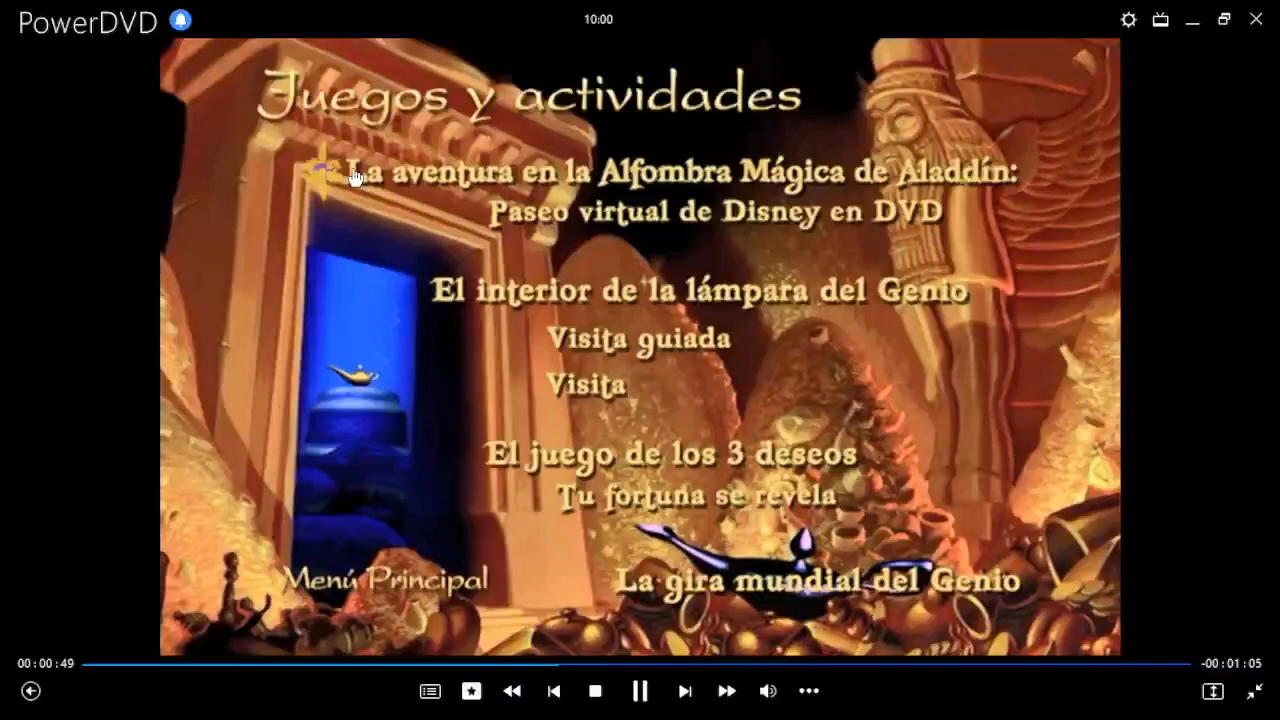 PowerDVD
10:00
Juegos y actividades
La aventura en la Alfombra Mágica de Aladdín:
Paseo virtual de Disney en DVD
El interior de la lámpara del Genio
Visita guiada
Visita
El juego de los 3 deseos
Tu fortuna se revela
Menú Principal
La gira mundial del Genio
00:00:49
-00:01:05